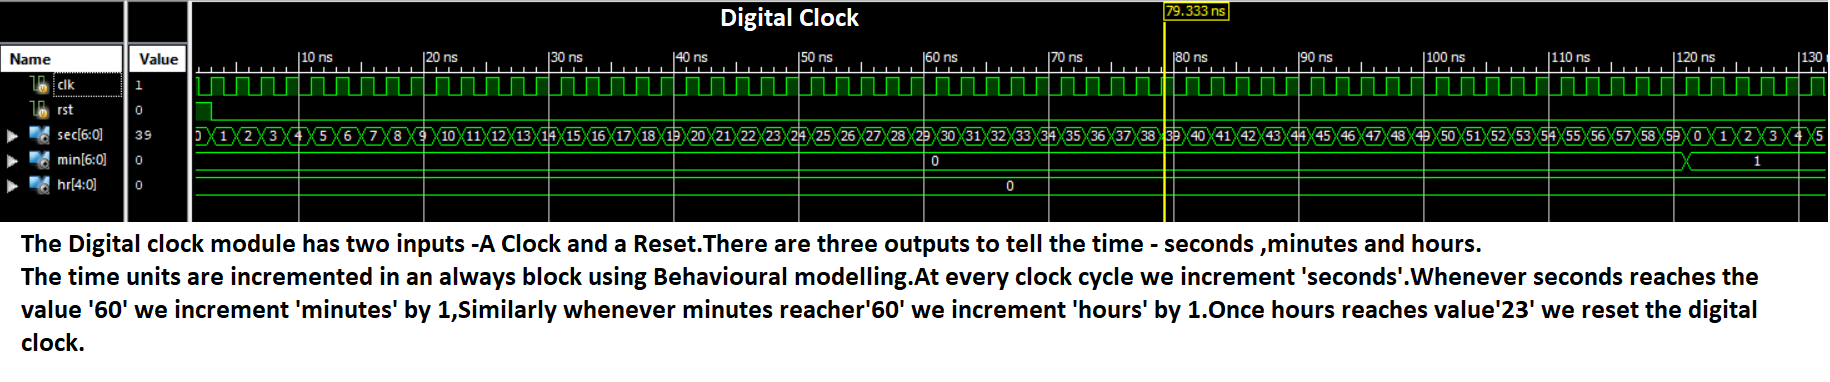 Digital Clock
79.333 ns
Name Value
10 ns 20 ns 30 ns 40 ns 50 ns 60 ns 70 ns 80 ns 90 ns 100 ns 110 ns 120 ns 130 n
clk 1
rst 0
sec[6:0] 39 0 1 2 3 4 5 6 7 8 9 10 11 12 13 14 15 16 17 18 19 20 21 22 23 24 25 26 27 28 29 30 31 32 33 34 35 36 37 38 39 40 41 42 43 44 45 46 47 48 49 50 51 52 53 54 55 56 57 58 59 0 1 2 3 4 5
min[6:0] 0 0 1
hr[4:0] 0 0
The Digital clock module has two inputs -A Clock and a Reset.There are three outputs to tell the time - seconds ,minutes and hours.
The time units are incremented in an always block using Behavioural modelling.At every clock cycle we increment 'seconds'.Whenever seconds reaches the
value '60' we increment 'minutes' by 1,Similarly whenever minutes reacher'60' we increment 'hours' by 1.Once hours reaches value'23' we reset the digital
clock.